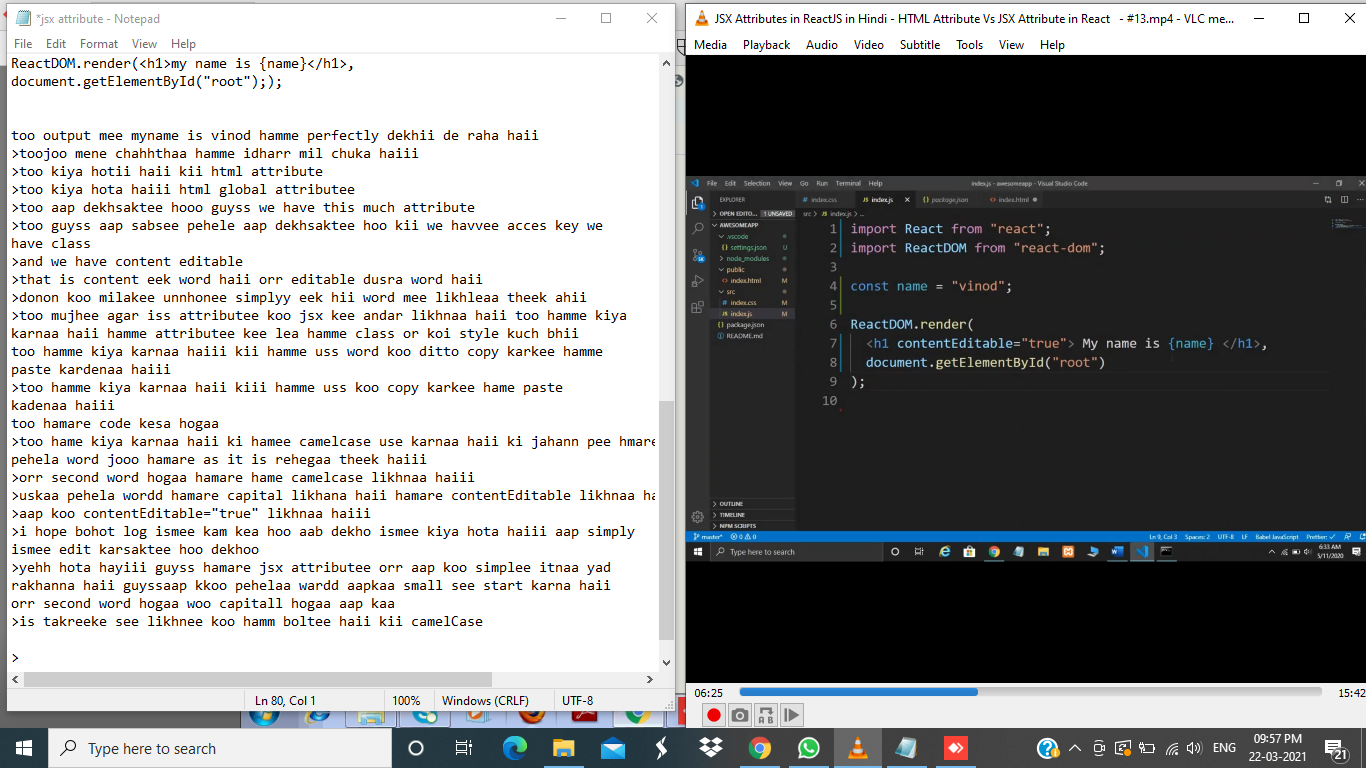 *jsx attribute - Notepad
File Edit Format View Help
ReactDOM.render(<h1>my name is {name}</h1>,
document.getElementById("root"););
too output mee myname is vinod hamme perfectly dekhii de raha haii
>toojoo mene chahhthaa hamme idharr mil chuka haiii
>too kiya hotii haii kii html attribute
>too kiya hota haiii html global attributee
>too aap dekhsaktee hooo guyss we have this much attribute
>too guyss aap sabsee pehele aap dekhsaktee hoo kii we havvee acces key we
have class
>and we have content editable
>that is content eek word haii orr editable dusra word haii
>donon koo milakee unnhonee simplyy eek hii word mee likhleaa theek ahii
>too mujhee agar iss attributee koo jsx kee andar likhnaa haii too hamme kiya
karnaa haii hamme attributee kee lea hamme class or koi style kuch bhii
too hamme kiya karnaa haiii kii hamme uss word koo ditto copy karkee hamme
paste kardenaa haiii
>too hamme kiya karnaa haii kiii hamme uss koo copy karkee hame paste
kadenaa haiii
too hamare code kesa hogaa
>too hame kiya karnaa haii ki hamee camelcase use karnaa haii ki jahann pee hmare
pehela word jooo hamare as it is rehegaa theek haiii
>orr second word hogaa hamare hame camelcase likhnaa haiii
>uskaa pehela wordd hamare capital likhana haii hamare contentEditable likhnaa ha
>aap koo contentEditable="true" likhnaa haiii
>i hope bohot log ismee kam kea hoo aab dekho ismee kiya hota haiii aap simply
ismee edit karsaktee hoo dekhoo
>yehh hota hayiii guyss hamare jsx attributee orr aap koo simplee itnaa yad
rakhanna haii guyssaap kkoo pehelaa wardd aapkaa small see start karna haii
orr second word hogaa woo capitall hogaa aap kaa
>is takreeke see likhnee koo hamm boltee haii kii camelCase
>
Ln 80, Col 1 100% Windows (CRLF) UTF-8
JSX Attributes in ReactJS in Hindi - HTML Attribute Vs JSX Attribute in React - #13.mp4 - VLC me...
Media Playback Audio Video Subtitle Tools View Help
File Edit Selection View Go Run Terminal Help index.js - awesomeapp - Visual Studio Code
EXPLORER
OPEN EDITO... 1 UNSAVED
AWESOMEAPP
.vscode
settings.json U
node_modules
public
index.html M
src
index.css M
index.js M
package.json M
README.md
OUTLINE
TIMELINE
NPM SCRIPTS
index.css index.js package.json index.html
src > index.js > ...
1 import React from "react";
2 import ReactDOM from "react-dom";
3
4 const name = "vinod";
5
6 ReactDOM.render(
7 <h1 contentEditable="true"> My name is {name} </h1>,
8 document.getElementById("root")
9 );
10
master* 0 0 Ln 9, Col 3 Spaces: 2 UTF-8 LF Babel JavaScript Prettier: ✓
Type here to search 6:33 AM
5/11/2020
06:25 15:42
Type here to search ENG 09:57 PM
22-03-2021 21